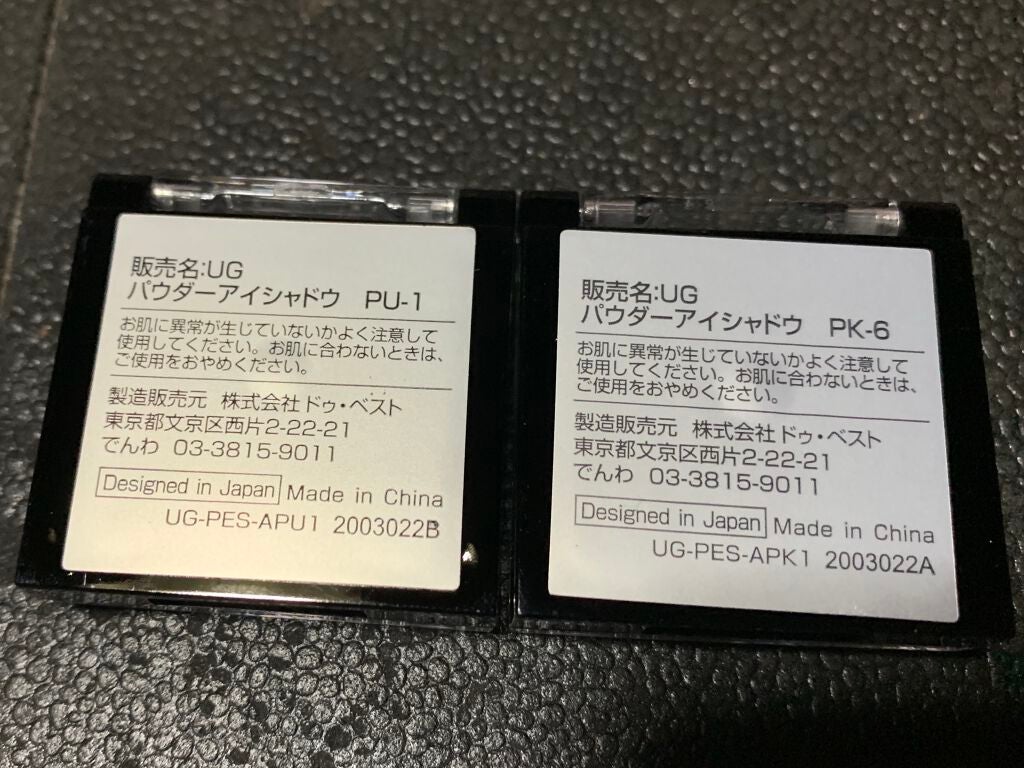 販売名:UG
パウダーアイシャドウ PU-1
お肌に異常が生じていないかよく注意して
使用してください。お肌に合わないときは、
ご使用をおやめください。
製造販売元 株式会社ドゥ・ベスト
東京都文京区西片2-22-21
でんわ 03-3815-9011
Designed in Japan Made in China
UG-PES-APU1 2003022B
販売名:UG
パウダーアイシャドウ PK-6
お肌に異常が生じていないかよく注意して
使用してください。お肌に合わないときは、
ご使用をおやめください。
製造販売元 株式会社ドゥ・ベスト
東京都文京区西片2-22-21
でんわ 03-3815-9011
Designed in Japan Made in China
UG-PES-APK1 2003022A